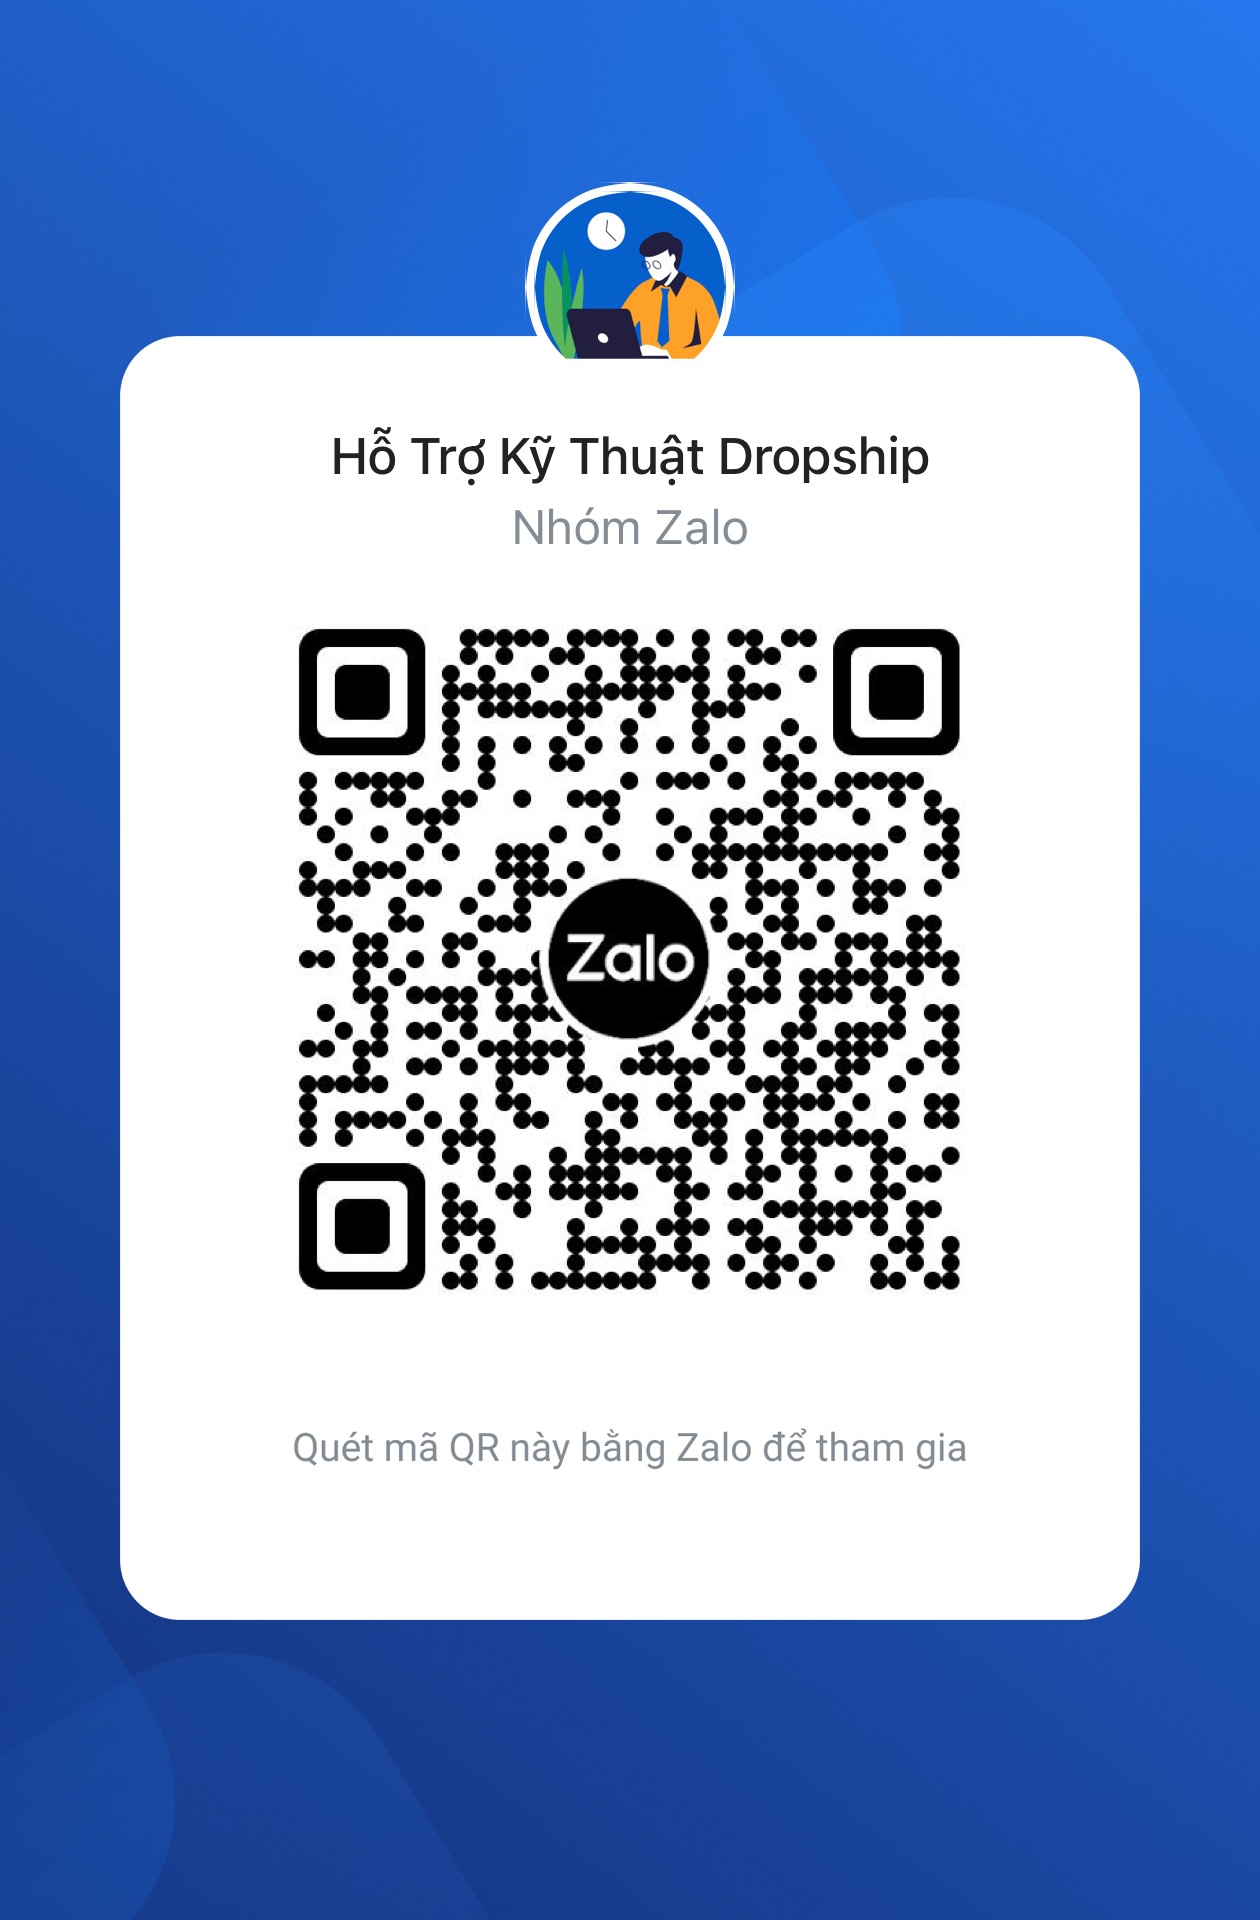 Hỗ Trợ Kỹ Thuật Dropship
Nhóm Zalo
Zalo
Quét mã QR này bằng Zalo để tham gia